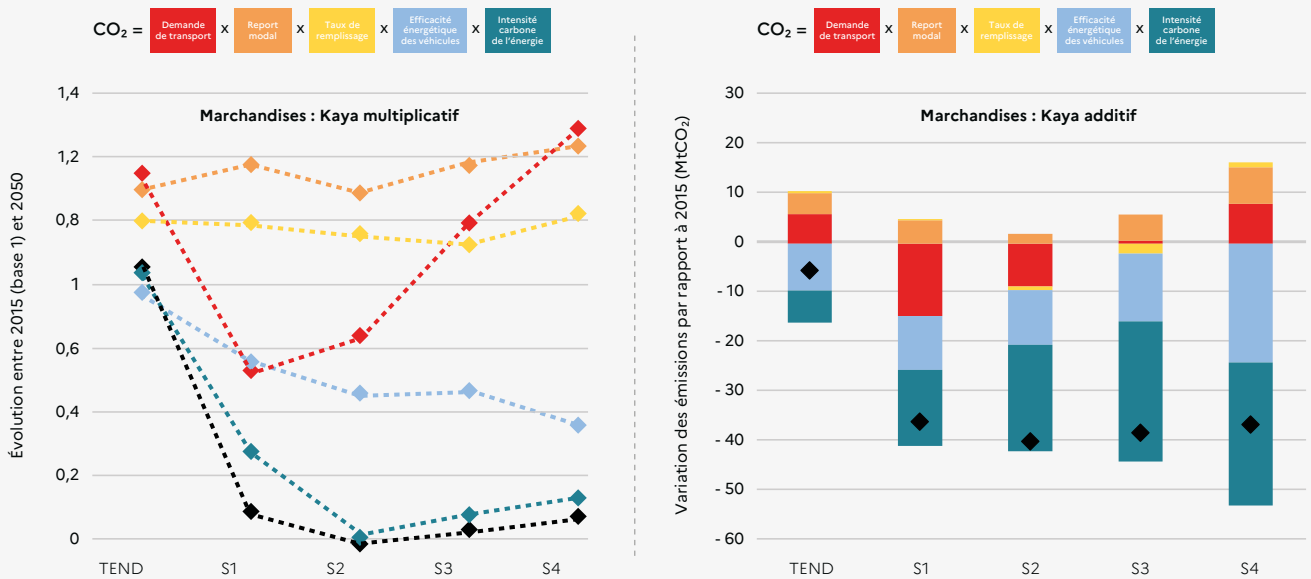 CO₂ =
Demande
de transport
x
Report
modal
x
Taux de
remplissage
x
Efficacité
énergétique
des véhicules
x
Intensité
carbone
de l'énergie
Marchandises : Kaya multiplicatif
Évolution entre 2015 (base 1) et 2050
1,4
1,2
0,8
1
0,6
0,4
0,2
0
TEND
S1
S2
S3
S4
CO₂ =
Demande
de transport
x
Report
modal
x
Taux de
remplissage
x
Efficacité
énergétique
des véhicules
x
Intensité
carbone
de l'énergie
Marchandises : Kaya additif
Variation des émissions par rapport à 2015 (MtCO₂)
30
20
10
0
- 10
- 20
- 30
- 40
- 50
- 60
TEND
S1
S2
S3
S4